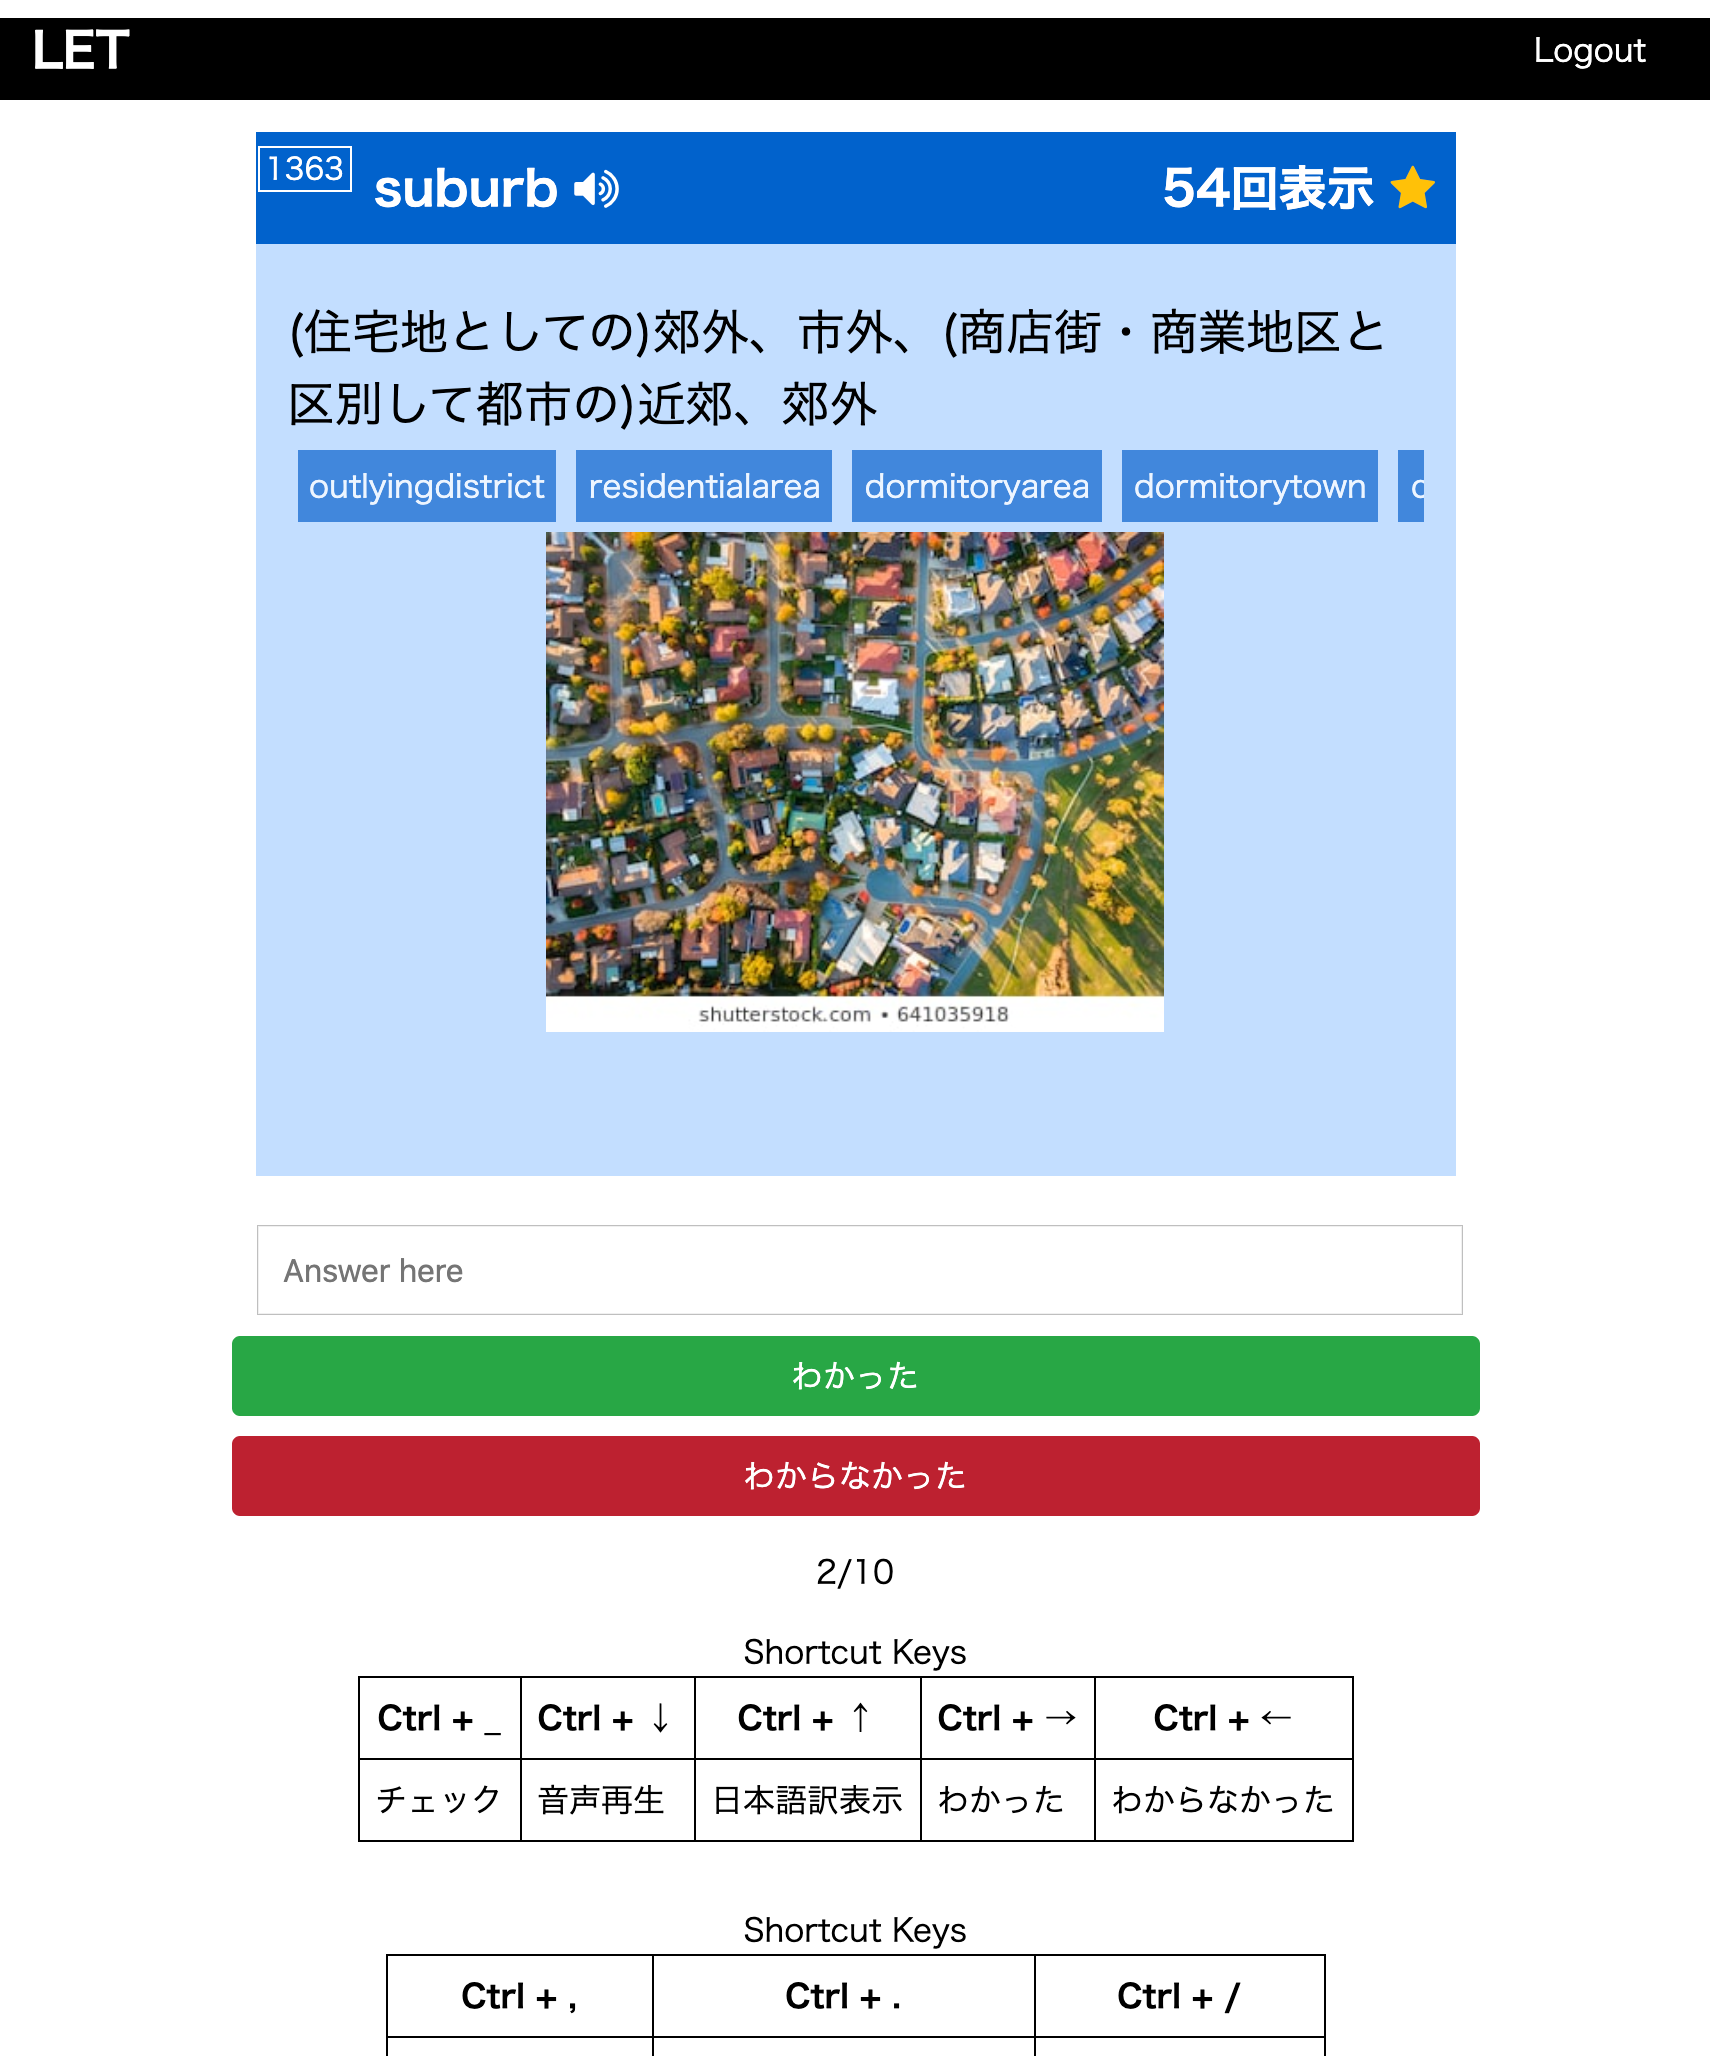 LET
Logout
1363
suburb
54回表示
(住宅地としての)郊外、市外、(商店街・商業地区と
区別して都市の)近郊、郊外
outlyingdistrict residentialarea dormitoryarea dormitorytown
shutterstock.com • 641035918
Answer here
わかった
わからなかった
2/10
Shortcut Keys
Ctrl + _ Ctrl + ↓ Ctrl + ↑ Ctrl + → Ctrl + ←
チェック 音声再生 日本語訳表示 わかった わからなかった
Shortcut Keys
Ctrl + , Ctrl + . Ctrl + /